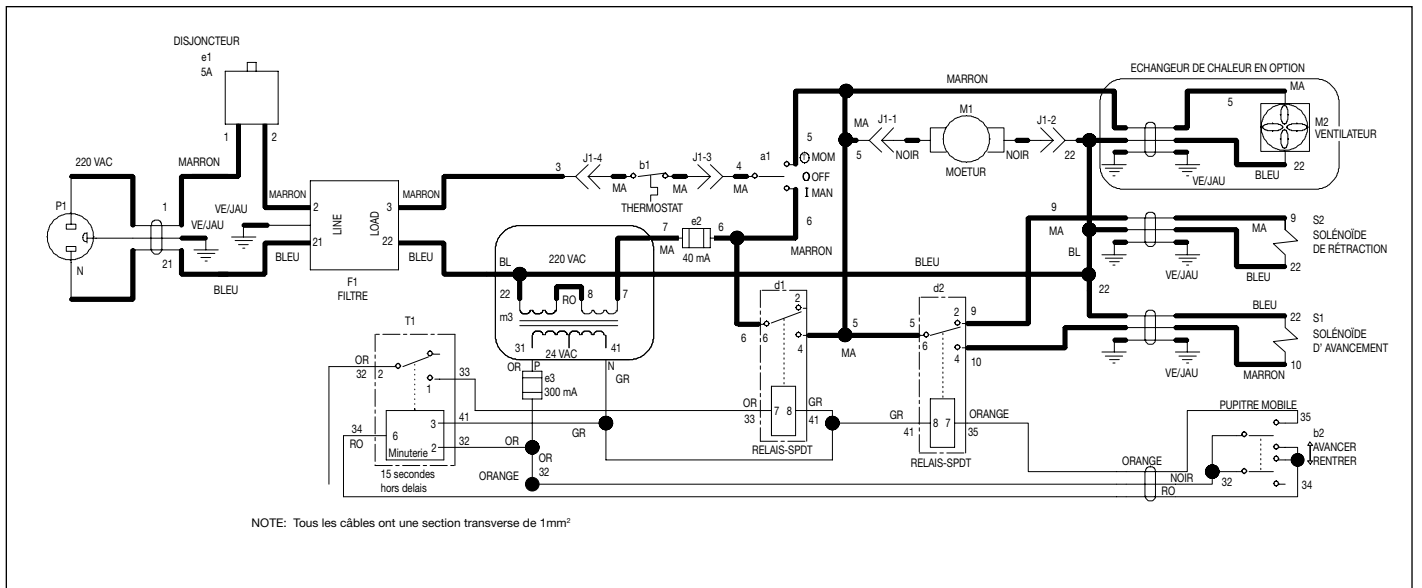 DISJONCTEUR
e1
5A
1
2
220 VAC
MARRON
P1
1
VE/JAU
N
21
BLEU
MARRON
VE/JAU
2
21
BLEU
LINE
LOAD
3
22
F1
FILTRE
MARRON
BLEU
3
J1-4
MA
b1
THERMOSTAT
MA
J1-3
4
MA
a1
5
MOM
OFF
I MAN
6
MARRON
7
MA
e2
40 mA
6
MARRON
MA
5
J1-1
NOIR
M1
MOETUR
NOIR
J1-2
22
ECHANGEUR DE CHALEUR EN OPTION
MA
5
M2
VENTILATEUR
22
BLEU
VE/JAU
BL
220 VAC
22
RO
8
7
m3
31
24 VAC
41
OR
P
N
GR
e3
300 mA
BLEU
9
MA
BL
22
9
MA
S2
SOLÉNOÏDE
DE RÉTRACTION
BLEU
22
VE/JAU
BLEU
22
S1
SOLÉNOÏDE
D' AVANCEMENT
MARRON
10
VE/JAU
d1
2
6
6
4
5
MA
OR
33
7 8
GR
41
RELAIS-SPDT
d2
5
6
2
9
4
10
GR
41
8 7
ORANGE
35
RELAIS-SPDT
T1
OR
32
2
1
33
34
RO
6
3
41
Minuterie
2
32
15 secondes
hors delais
GR
OR
OR
32
ORANGE
PUPITRE MOBILE
35
b2
AVANCER
RENTRER
34
ORANGE
NOIR
RO
32
NOTE: Tous les câbles ont une section transverse de 1mm²